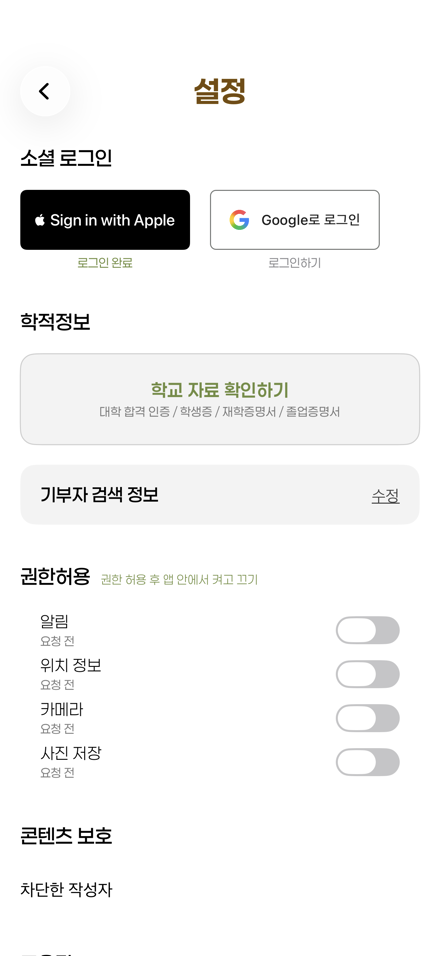 설정
소셜 로그인
Sign in with Apple
Google로 로그인
로그인 완료
로그인하기
학적정보
학교 자료 확인하기
대학 합격 인증 / 학생증 / 재학증명서 / 졸업증명서
기부자 검색 정보
수정
권한허용 권한 허용 후 앱 안에서 켜고 끄기
알림
요청 전
위치 정보
요청 전
카메라
요청 전
사진 저장
요청 전
콘텐츠 보호
차단한 작성자